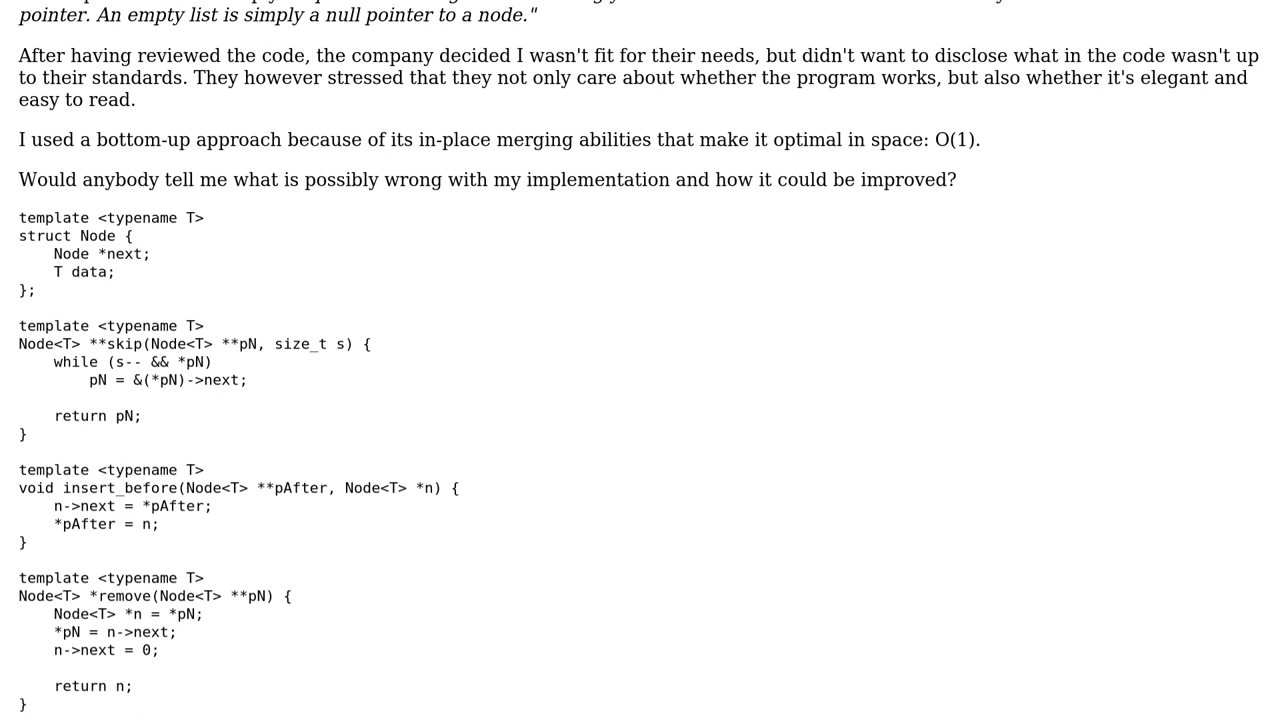 pointer. An empty list is simply a null pointer to a node."
After having reviewed the code, the company decided I wasn't fit for their needs, but didn't want to disclose what in the code wasn't up
to their standards. They however stressed that they not only care about whether the program works, but also whether it's elegant and
easy to read.
I used a bottom-up approach because of its in-place merging abilities that make it optimal in space: O(1).
Would anybody tell me what is possibly wrong with my implementation and how it could be improved?
template <typename T>
struct Node {
    Node *next;
    T data;
};
template <typename T>
Node<T> **skip(Node<T> **pN, size_t s) {
    while (s-- && *pN)
        pN = &(*pN)->next;
    return pN;
}
template <typename T>
void insert_before(Node<T> **pAfter, Node<T> *n) {
    n->next = *pAfter;
    *pAfter = n;
}
template <typename T>
Node<T> *remove(Node<T> **pN) {
    Node<T> *n = *pN;
    *pN = n->next;
    n->next = 0;
    return n;
}